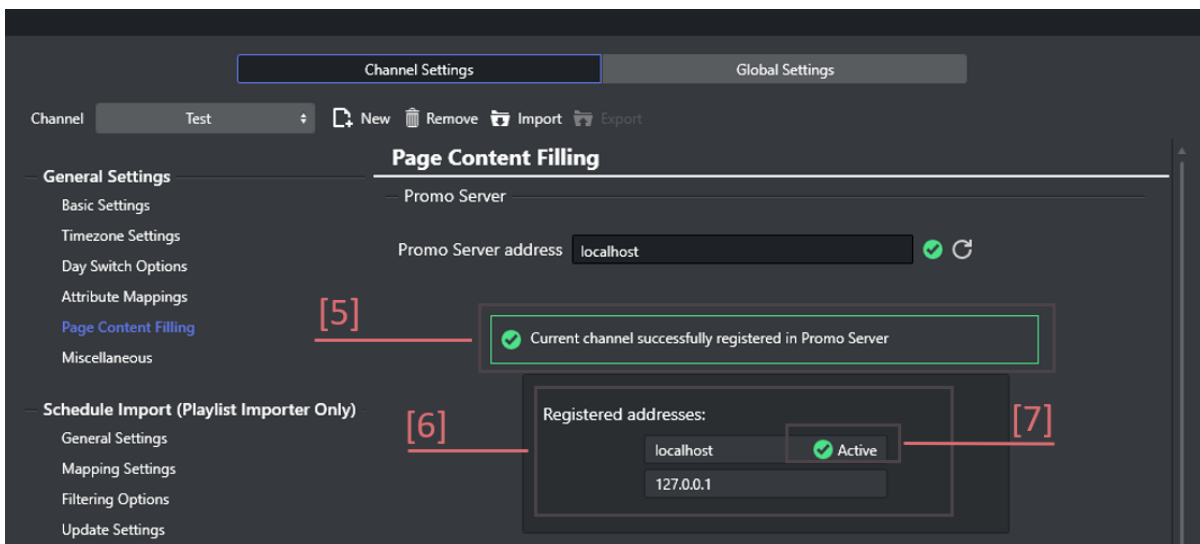 Channel Settings Global Settings
Channel Test New Remove Import Export
Page Content Filling
General Settings
Promo Server
Basic Settings
Timezone Settings
Promo Server address localhost
Day Switch Options
Attribute Mappings
[5]
Page Content Filling
Current channel successfully registered in Promo Server
Miscellaneous
Schedule Import (Playlist Importer Only)
[6]
Registered addresses:
[7]
General Settings
localhost Active
Mapping Settings
127.0.0.1
Filtering Options
Update Settings